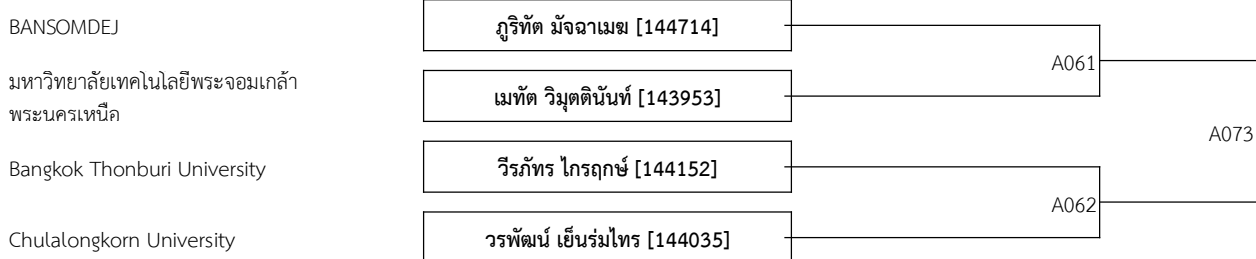 BANSOMDEJ
ภูริทัต มัจฉาเมฆ [144714]
A061
มหาวิทยาลัยเทคโนโลยีพระจอมเกล้า
พระนครเหนือ
เมทัต วิมุตตินันท์ [143953]
A073
Bangkok Thonburi University
วีรภัทร ไกรฤกษ์ [144152]
A062
Chulalongkorn University
วรพัฒน์ เย็นร่มไทร [144035]